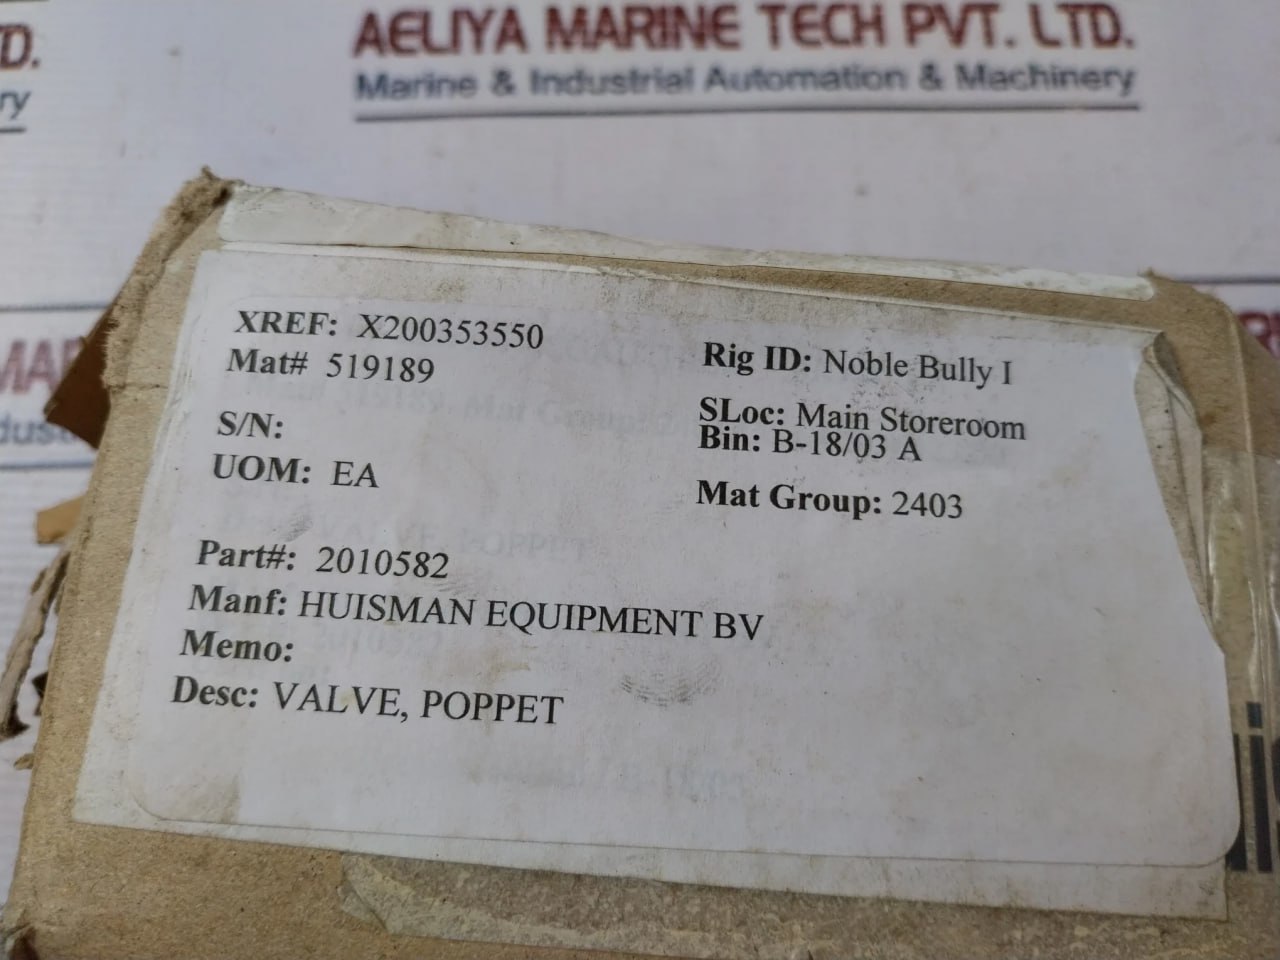 TD.
ry
AELIYA MARINE TECH PVT. LTD.
Marine & Industrial Automation & Machinery
XREF: X200353550
Mat# 519189
Rig ID: Noble Bully I
SLoc: Main Storeroom
Bin: B-18/03 A
S/N:
UOM: EA
Mat Group: 2403
Part#: 2010582
Manf: HUISMAN EQUIPMENT BV
Memo:
Desc: VALVE, POPPET